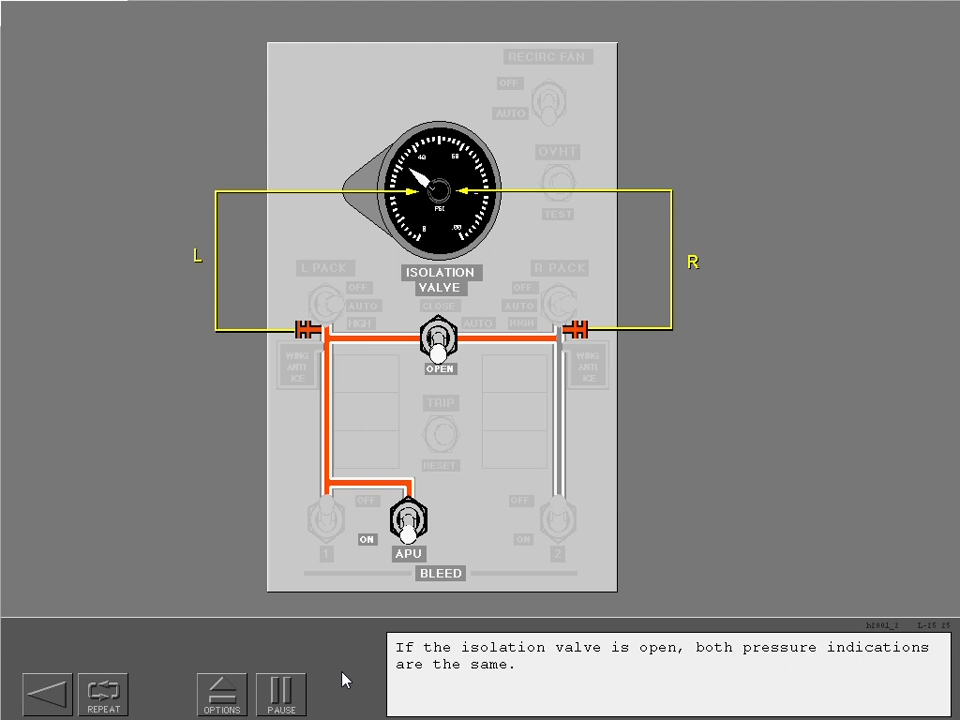 RECIRC FAN
OFF
AUTO
OVHT
TEST
40 60
PSI
0
L
R
L PACK
ISOLATION
VALVE
R PACK
OFF
AUTO
HIGH
CLOSE
AUTO
OPEN
OFF
AUTO
HIGH
WING
ANTI
ICE
WING
ANTI
ICE
TRIP
RESET
OFF
ON
OFF
ON
1
APU
2
BLEED
If the isolation valve is open, both pressure indications
are the same.
REPEAT
OPTIONS
PAUSE